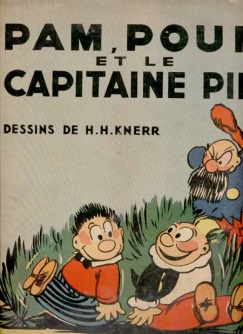 PAM, POU
ET LE
CAPITAINE PI
DESSINS DE H.H.KNERR